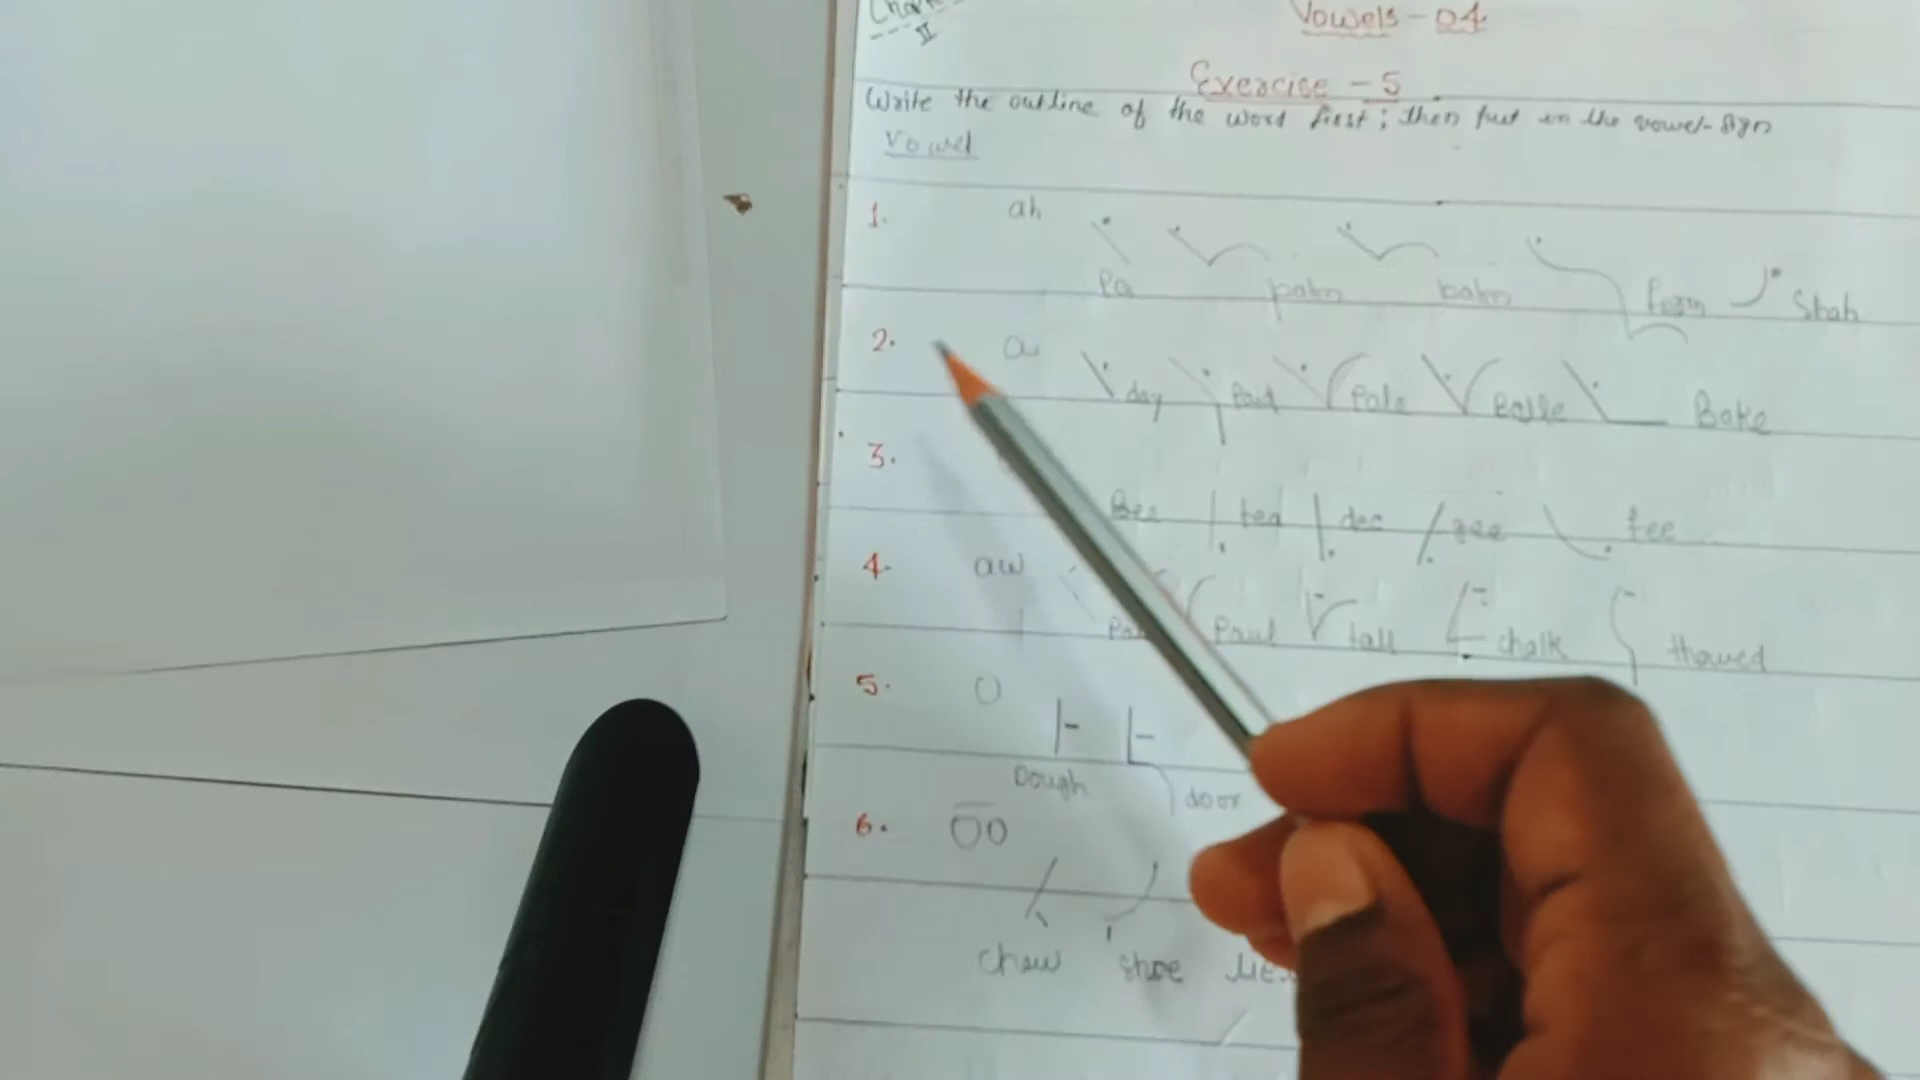 II
Vowels - 04
Exercise - 5
Write the outline of the word first; then put in the vowel-sign
Vowel
1. ah
Pa palm balm Shah
2. a
day Paid Pale Baile Bake
3.
Bee tea dee gee fee
4. aw
Paul tall chalk thawed
5. O
Dough door
6. Oo
Chew shoe